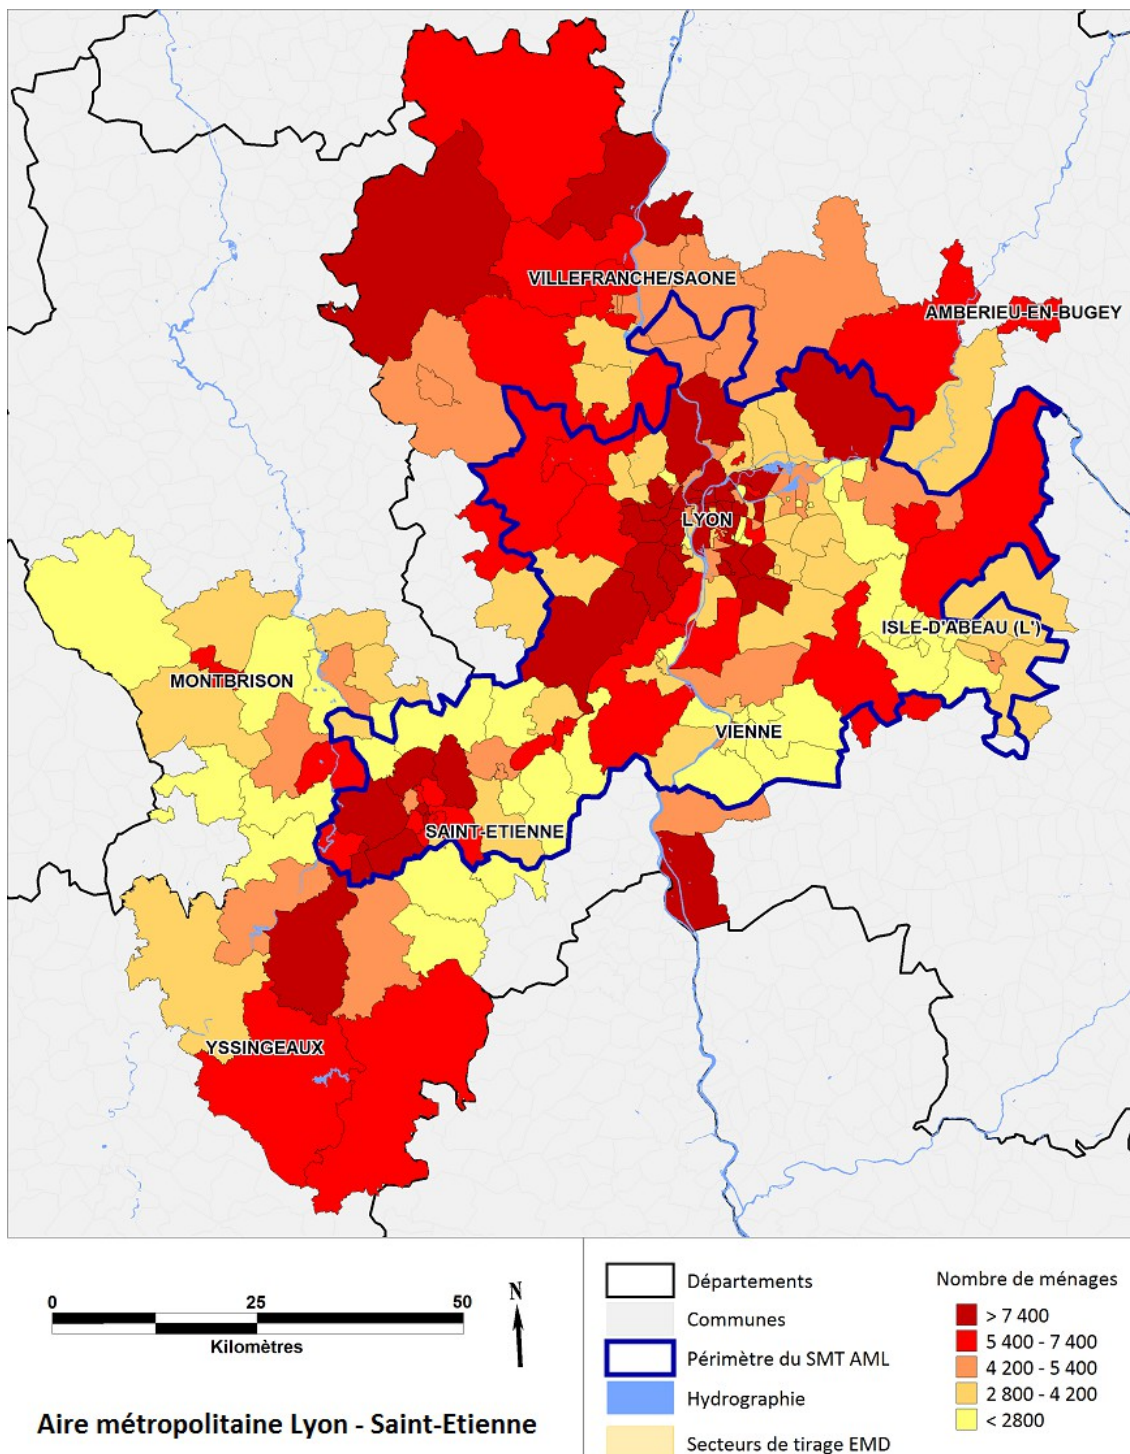 VILLEFRANCHE/SAONE
AMBERIEU-EN-BUGEY
LYON
ISLE-D'ABEAU (L')
MONTBRISON
VIENNE
SAINT-ETIENNE
YSSINGEAUX
0 25 50
Kilomètres
N
Aire métropolitaine Lyon - Saint-Etienne
Départements
Communes
Périmètre du SMT AML
Hydrographie
Secteurs de tirage EMD
Nombre de ménages
> 7 400
5 400 - 7 400
4 200 - 5 400
2 800 - 4 200
< 2800